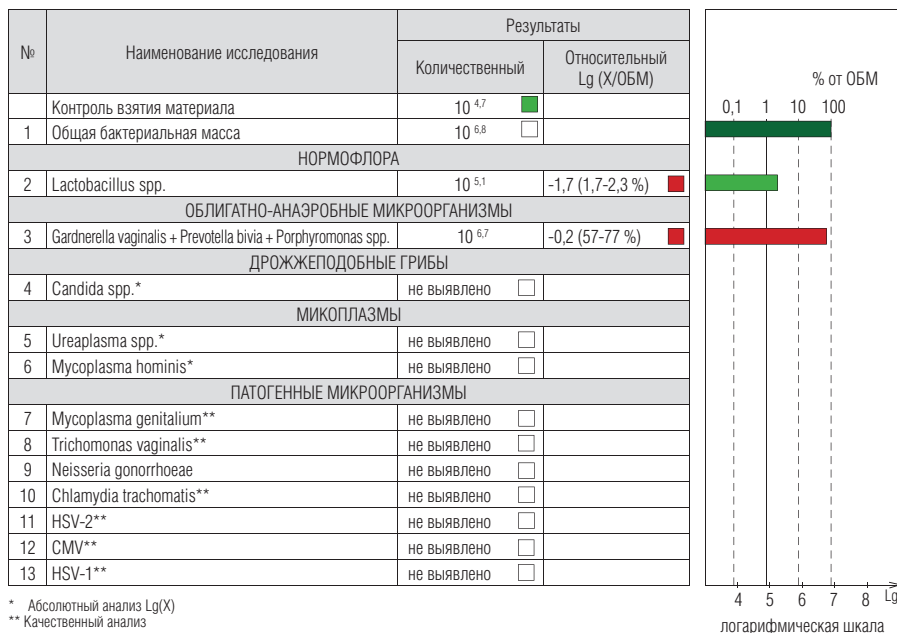 № Наименование исследования Результаты
Количественный Относительный Lg (Х/ОБМ)
Контроль взятия материала 10 4,7
1 Общая бактериальная масса 10 6,8
НОРМОФЛОРА
2 Lactobacillus spp. 10 5,1 -1,7 (1,7-2,3 %)
ОБЛИГАТНО-АНАЭРОБНЫЕ МИКРООРГАНИЗМЫ
3 Gardnerella vaginalis + Prevotella bivia + Porphyromonas spp. 10 6,7 -0,2 (57-77 %)
ДРОЖЖЕПОДОБНЫЕ ГРИБЫ
4 Candida spp.* не выявлено
МИКОПЛАЗМЫ
5 Ureaplasma spp.* не выявлено
6 Mycoplasma hominis* не выявлено
ПАТОГЕННЫЕ МИКРООРГАНИЗМЫ
7 Mycoplasma genitalium** не выявлено
8 Trichomonas vaginalis** не выявлено
9 Neisseria gonorrhoeae не выявлено
10 Chlamydia trachomatis** не выявлено
11 HSV-2** не выявлено
12 CMV** не выявлено
13 HSV-1** не выявлено
* Абсолютный анализ Lg(X)
** Качественный анализ
% от ОБМ
0,1 1 10 100
4 5 6 7 8 Lg
логарифмическая шкала